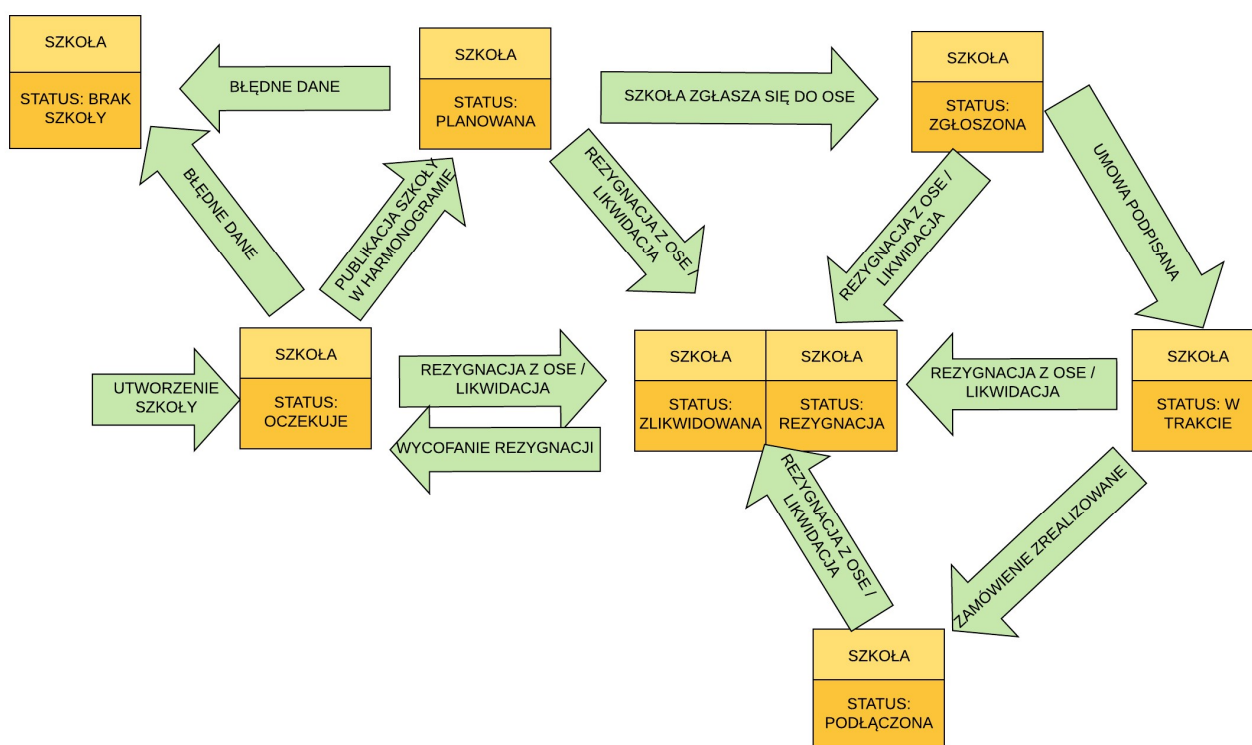 SZKOŁA
STATUS: BRAK
SZKOŁY
BŁĘDNE DANE
SZKOŁA
STATUS:
PLANOWANA
SZKOŁA ZGŁASZA SIĘ DO OSE
SZKOŁA
STATUS:
ZGŁOSZONA
BŁĘDNE DANE
PUBLIKACJA SZKOŁY
W HARMONOGRAMIE
REZYGNACJA Z OSE /
LIKWIDACJA
REZYGNACJA Z OSE /
LIKWIDACJA
UMOWA PODPISANA
UTWORZENIE
SZKOŁY
SZKOŁA
STATUS:
OCZEKUJE
REZYGNACJA Z OSE /
LIKWIDACJA
WYCOFANIE REZYGNACJI
SZKOŁA
STATUS:
ZLIKWIDOWANA
SZKOŁA
STATUS:
REZYGNACJA
REZYGNACJA Z OSE /
LIKWIDACJA
SZKOŁA
STATUS: W
TRAKCIE
REZYGNACJA Z OSE /
LIKWIDACJA
ZAMÓWIENIE ZREALIZOWANE
SZKOŁA
STATUS:
PODŁĄCZONA